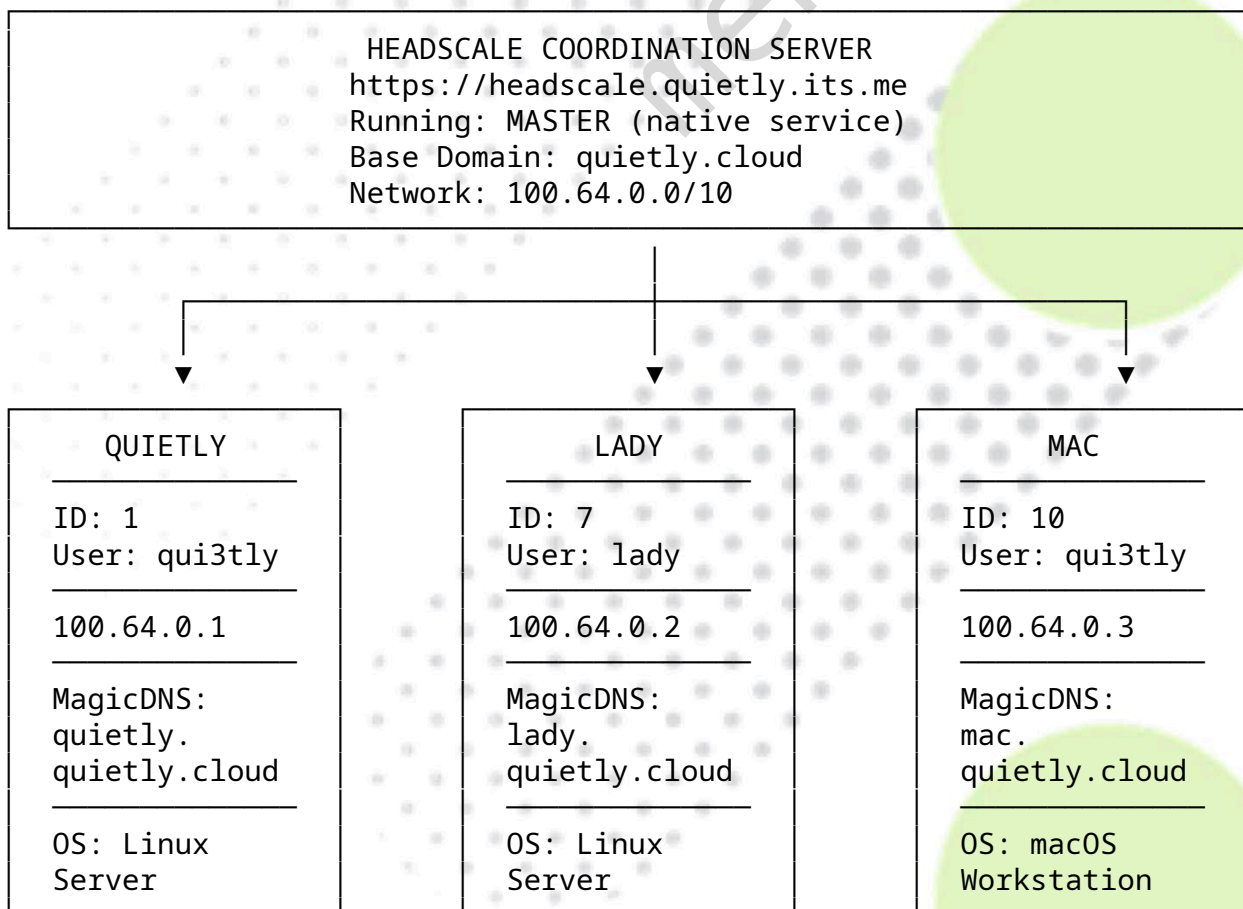 HEADSCALE COORDINATION SERVER
https://headscale.quietly.its.me
Running: MASTER (native service)
Base Domain: quietly.cloud
Network: 100.64.0.0/10
QUIETLY
ID: 1
User: qui3tly
100.64.0.1
MagicDNS:
quietly.
quietly.cloud
OS: Linux
Server
LADY
ID: 7
User: lady
100.64.0.2
MagicDNS:
lady.
quietly.cloud
OS: Linux
Server
MAC
ID: 10
User: qui3tly
100.64.0.3
MagicDNS:
mac.
quietly.cloud
OS: macOS
Workstation